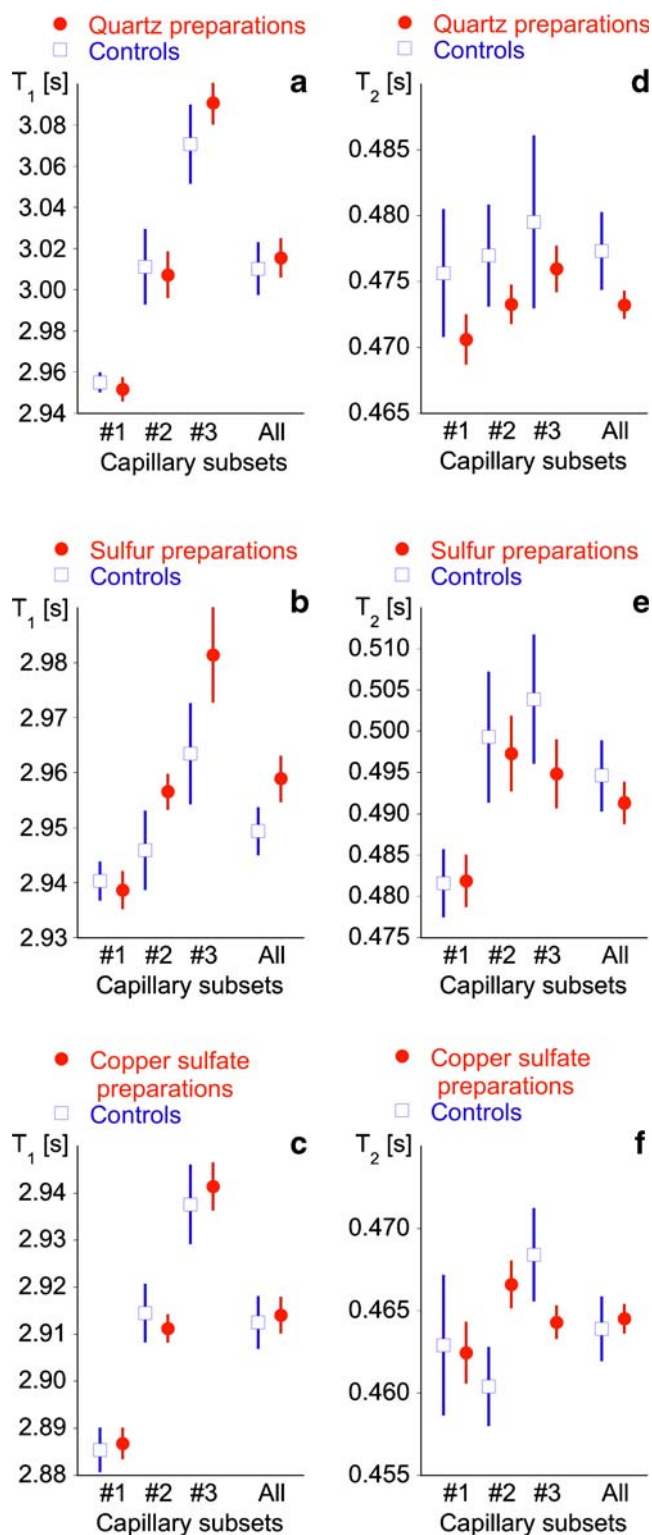 Quartz preparations
Controls
T1 [s]
a
3.08
3.06
3.04
3.02
3.00
2.98
2.96
2.94
#1 #2 #3 All
Capillary subsets
Quartz preparations
Controls
T2 [s]
d
0.485
0.480
0.475
0.470
0.465
#1 #2 #3 All
Capillary subsets
Sulfur preparations
Controls
T1 [s]
b
2.98
2.97
2.96
2.95
2.94
2.93
#1 #2 #3 All
Capillary subsets
Sulfur preparations
Controls
T2 [s]
e
0.510
0.505
0.500
0.495
0.490
0.485
0.480
0.475
#1 #2 #3 All
Capillary subsets
Copper sulfate
preparations
Controls
T1 [s]
c
2.94
2.93
2.92
2.91
2.90
2.89
2.88
#1 #2 #3 All
Capillary subsets
Copper sulfate
preparations
Controls
T2 [s]
f
0.470
0.465
0.460
0.455
#1 #2 #3 All
Capillary subsets